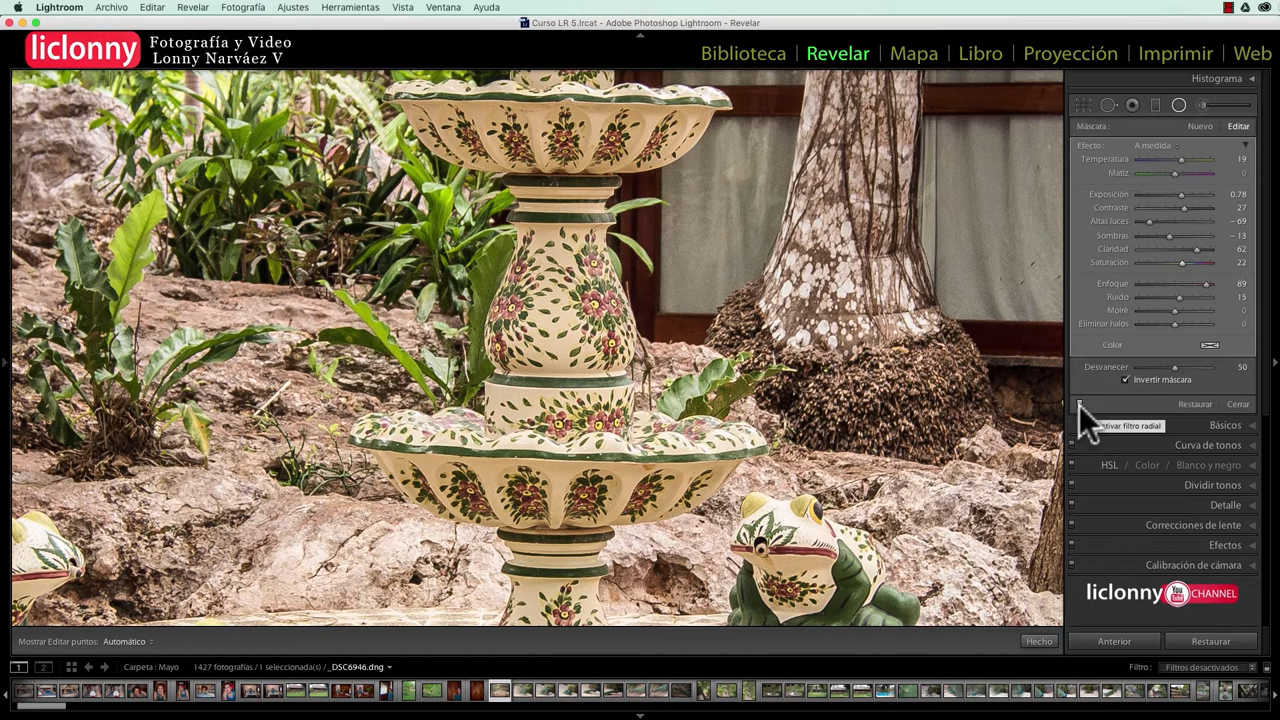 Lightroom Archivo Editar Revelar Fotografía Ajustes Herramientas Vista Ventana Ayuda
Curso LR 5.lrcat - Adobe Photoshop Lightroom - Revelar
liclonny Fotografía y Video
Lonny Narváez V
Biblioteca | Revelar | Mapa | Libro | Proyección | Imprimir | Web
Histograma
Máscara : Nuevo Editar
Efecto : A medida
Temperatura 19
Matiz 0
Exposición 0.78
Contraste 27
Altas luces − 69
Sombras − 13
Claridad 62
Saturación 22
Enfoque 89
Ruido 15
Moiré 0
Eliminar halos 0
Color
Desvanecer 50
Invertir máscara
Restaurar Cerrar
filtro radial Básicos
Curva de tonos
HSL / Color / Blanco y negro
Dividir tonos
Detalle
Correcciones de lente
Efectos
Calibración de cámara
liclonny You Tube CHANNEL
Mostrar Editar puntos: Automático Hecho Anterior Restaurar
1 2 Carpeta : Mayo 1427 fotografías / 1 seleccionada(s) / _DSC6946.dng Filtro : Filtros desactivados